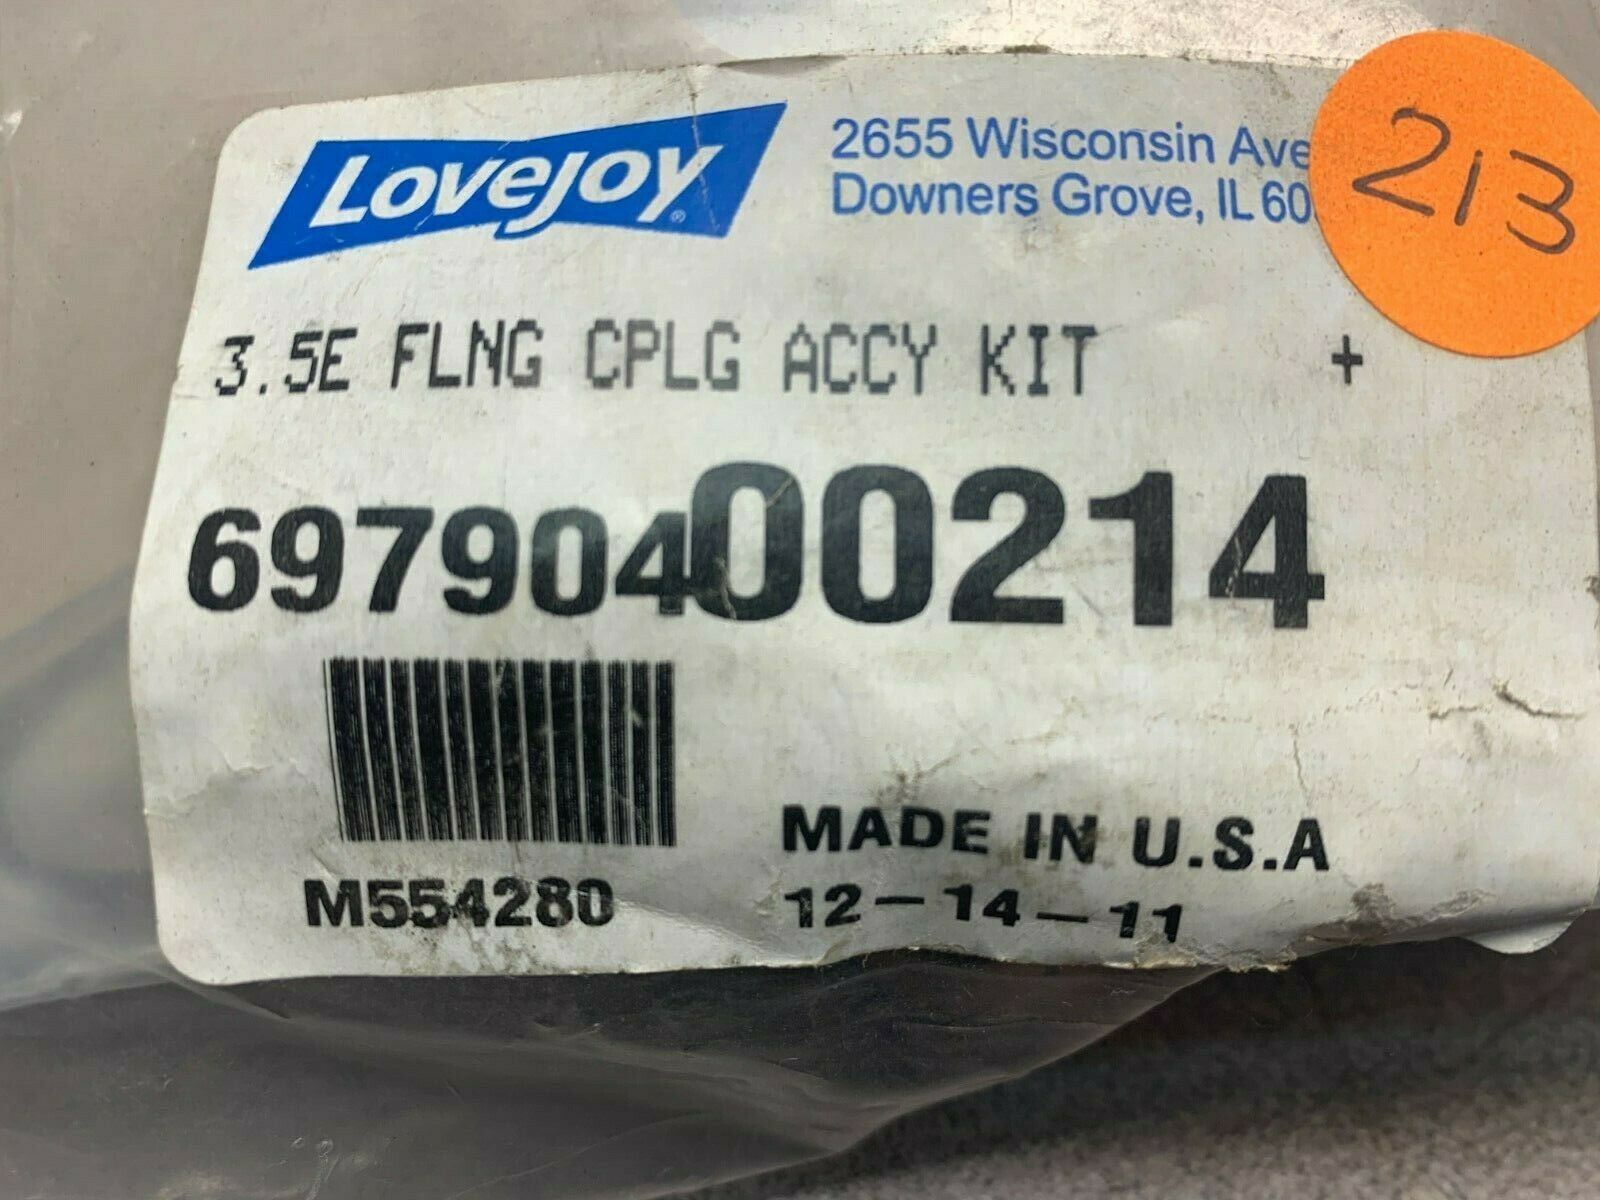 Lovejoy®
2655 Wisconsin Ave
Downers Grove, IL 60
213
3.5E FLNG CPLG ACCY KIT +
69790400214
M554280
MADE IN U.S.A
12-14-11